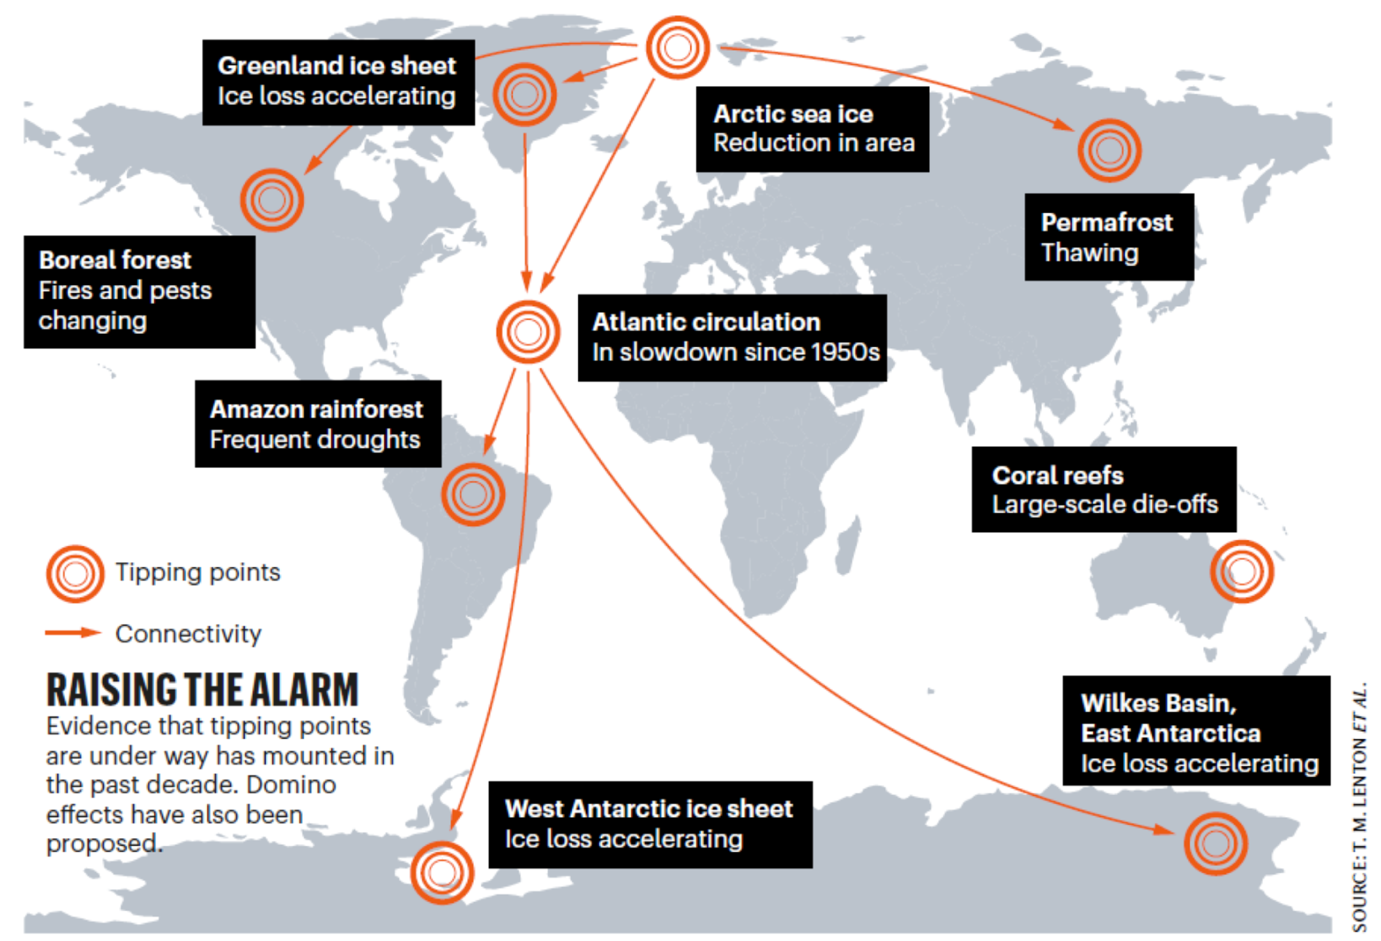 Greenland ice sheet
Ice loss accelerating
Arctic sea ice
Reduction in area
Permafrost
Thawing
Boreal forest
Fires and pests
changing
Atlantic circulation
In slowdown since 1950s
Amazon rainforest
Frequent droughts
Coral reefs
Large-scale die-offs
Tipping points
Connectivity
RAISING THE ALARM
Evidence that tipping points
are under way has mounted in
the past decade. Domino
effects have also been
proposed.
Wilkes Basin,
East Antarctica
Ice loss accelerating
West Antarctic ice sheet
Ice loss accelerating
SOURCE: T. M. LENTON ET AL.